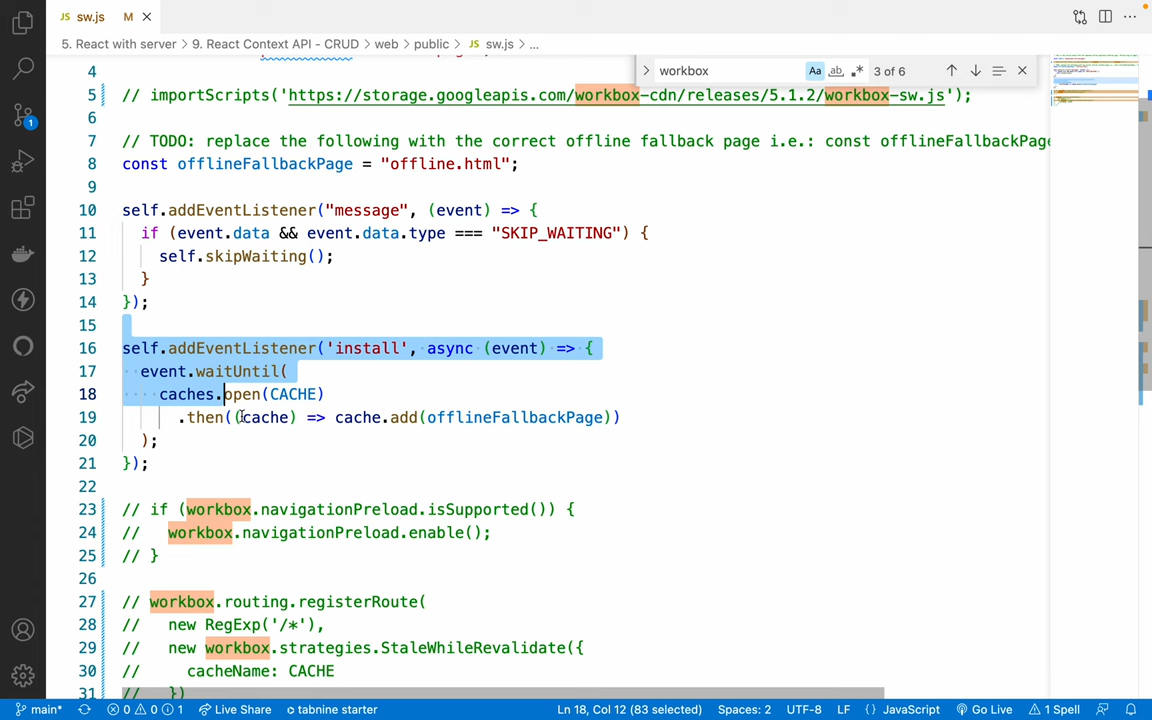 JS sw.js M
5. React with server > 9. React Context API - CRUD > web > public > JS sw.js > ...
workbox Aa ab .* 3 of 6
4
5 // importScripts('https://storage.googleapis.com/workbox-cdn/releases/5.1.2/workbox-sw.js');
6
7 // TODO: replace the following with the correct offline fallback page i.e.: const offlineFallbackPage
8 const offlineFallbackPage = "offline.html";
9
10 self.addEventListener("message", (event) => {
11 if (event.data && event.data.type === "SKIP_WAITING") {
12 self.skipWaiting();
13 }
14 });
15
16 self.addEventListener('install', async (event) => {
17 event.waitUntil(
18 caches.open(CACHE)
19 .then((cache) => cache.add(offlineFallbackPage))
20 );
21 });
22
23 // if (workbox.navigationPreload.isSupported()) {
24 // workbox.navigationPreload.enable();
25 // }
26
27 // workbox.routing.registerRoute(
28 // new RegExp('/*'),
29 // new workbox.strategies.StaleWhileRevalidate({
30 // cacheName: CACHE
31 // })
1
main* 0 0 1 Live Share tabnine starter Ln 18, Col 12 (83 selected) Spaces: 2 UTF-8 LF {} JavaScript Go Live 1 Spell